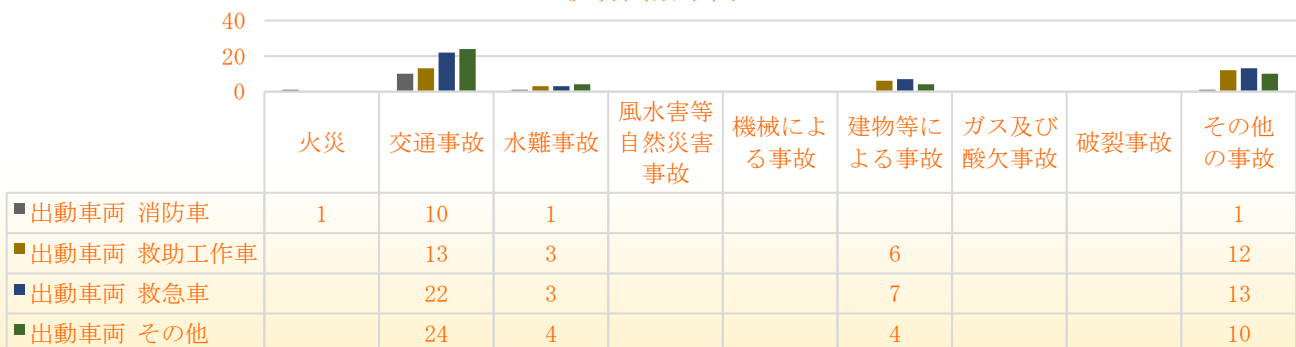 40
20
0
火災
交通事故
水難事故
風水害等
自然災害
事故
機械によ
る事故
建物等に
よる事故
ガス及び
酸欠事故
破裂事故
その他
の事故
出動車両 消防車 1 10 1 1
出動車両 救助工作車 13 3 6 12
出動車両 救急車 22 3 7 13
出動車両 その他 24 4 4 10